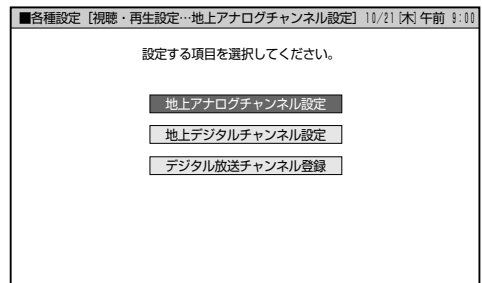 ■各種設定［視聴・再生設定…地上アナログチャンネル設定］10/21［木］午前 9:00
設定する項目を選択してください。
地上アナログチャンネル設定
地上デジタルチャンネル設定
デジタル放送チャンネル登録